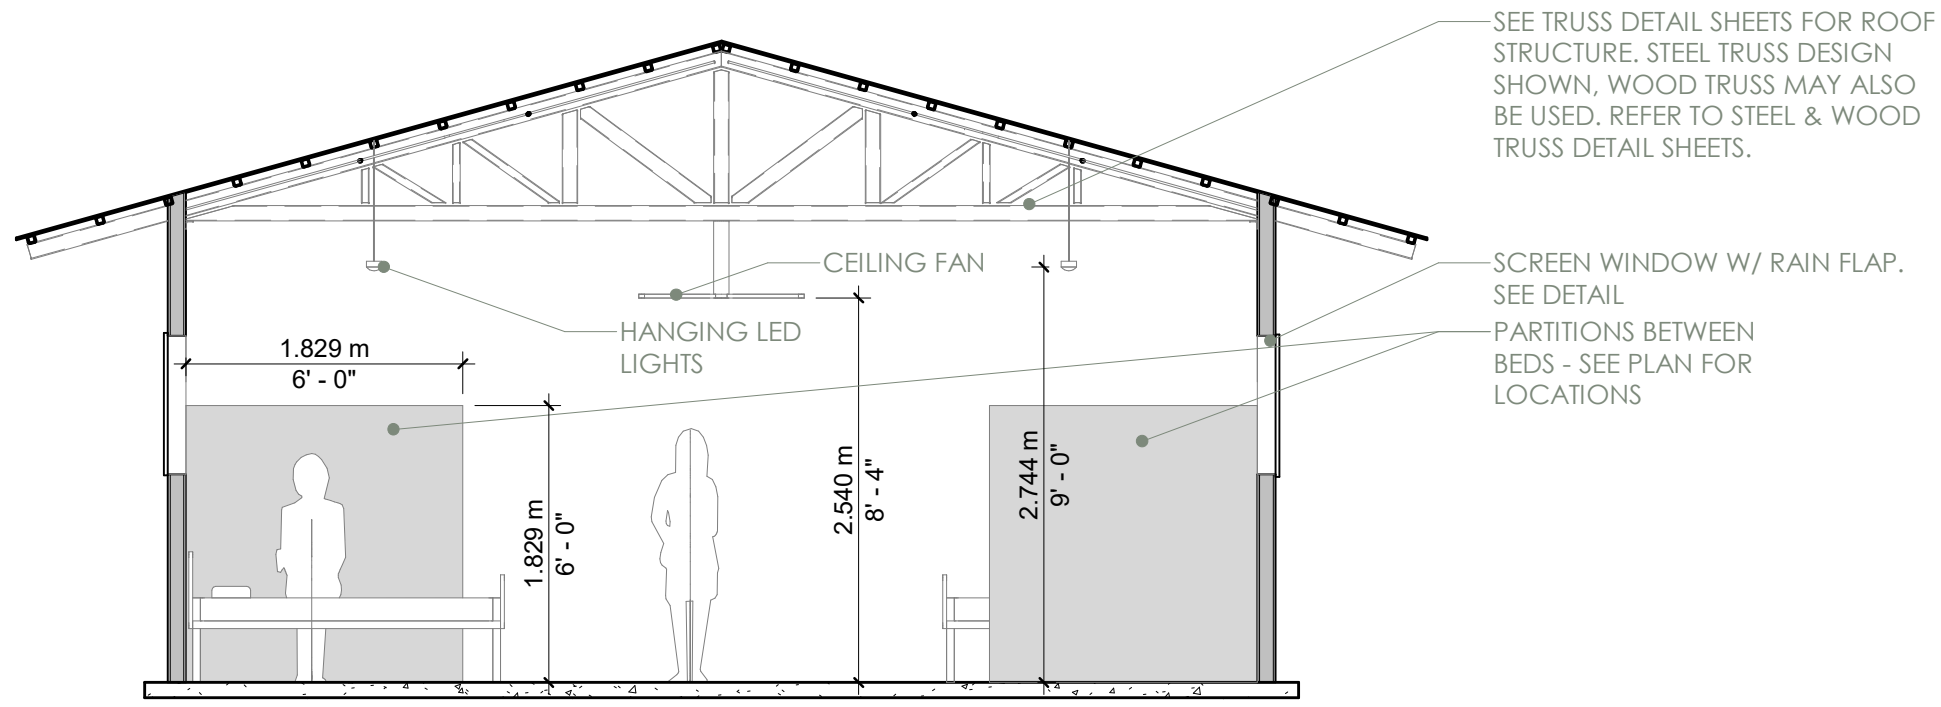 SEE TRUSS DETAIL SHEETS FOR ROOF
STRUCTURE. STEEL TRUSS DESIGN
SHOWN, WOOD TRUSS MAY ALSO
BE USED. REFER TO STEEL & WOOD
TRUSS DETAIL SHEETS.
CEILING FAN
SCREEN WINDOW W/ RAIN FLAP.
SEE DETAIL
HANGING LED
LIGHTS
PARTITIONS BETWEEN
BEDS - SEE PLAN FOR
LOCATIONS
1.829 m
6' - 0"
1.829 m
6' - 0"
2.540 m
8' - 4"
2.744 m
9' - 0"